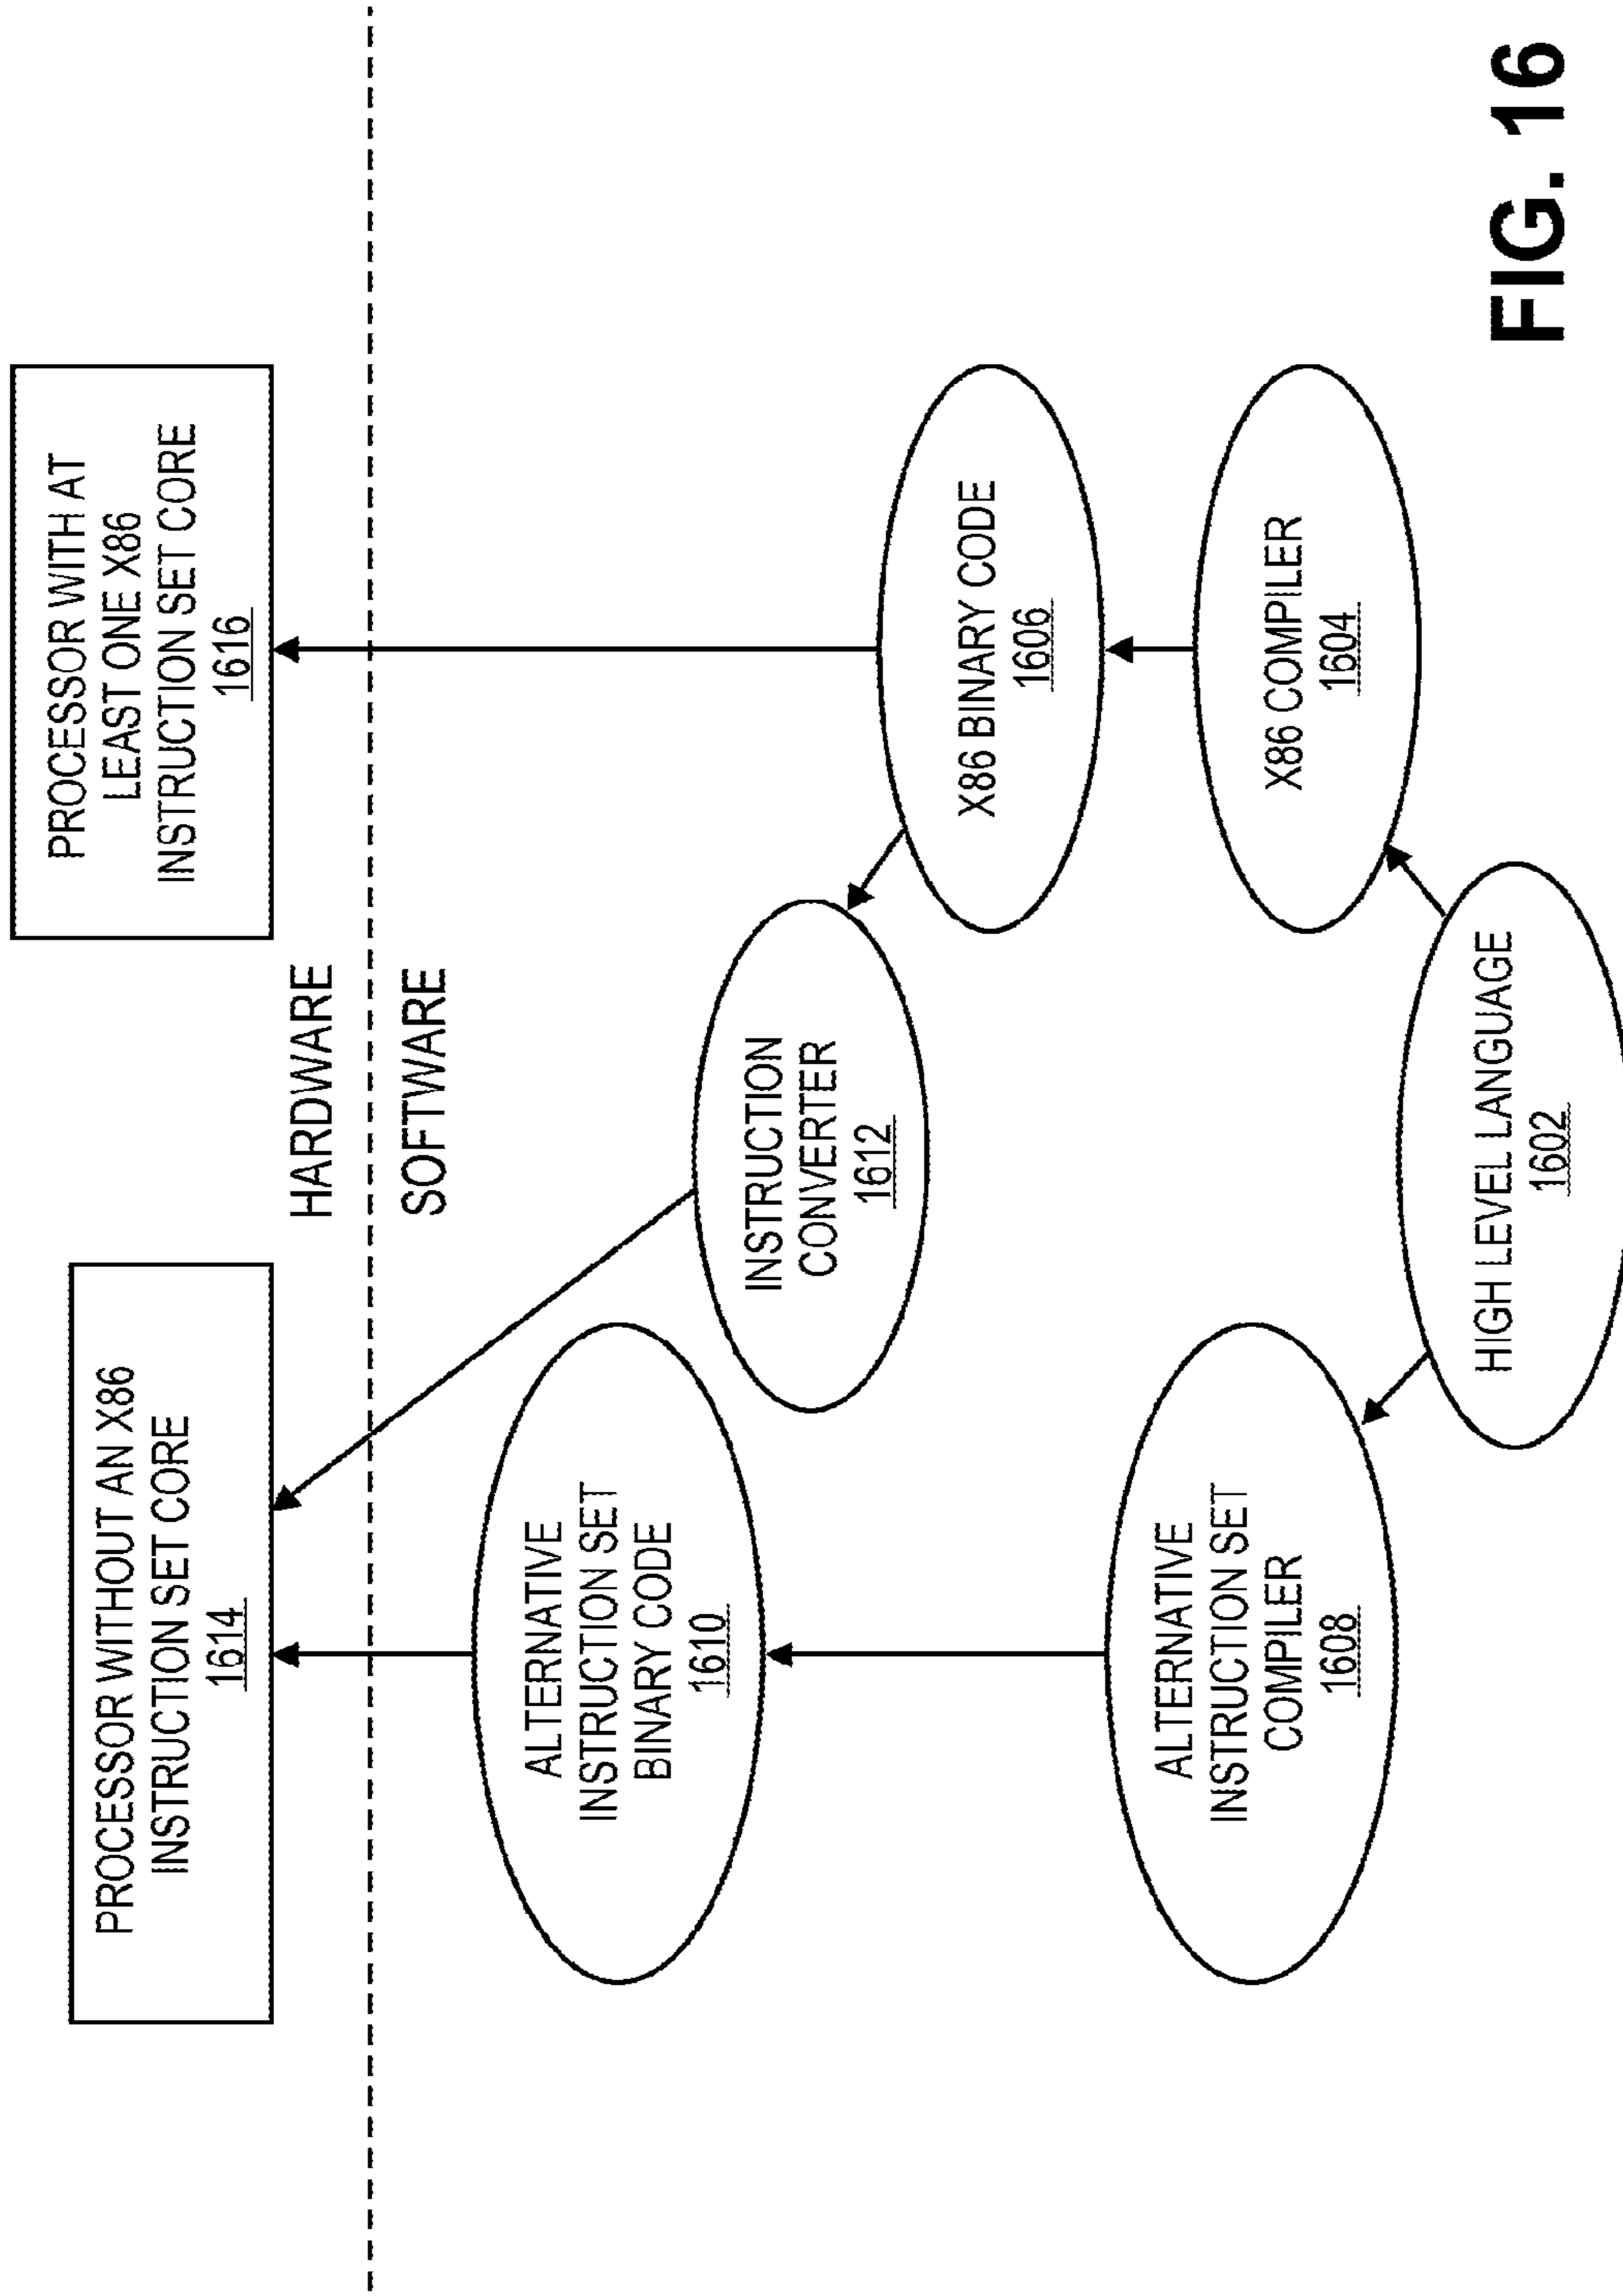 PROCESSOR WITHOUT AN X86
INSTRUCTION SET CORE
1614
PROCESSOR WITH AT
LEAST ONE X86
INSTRUCTION SET CORE
1616
HARDWARE
SOFTWARE
ALTERNATIVE
INSTRUCTION SET
BINARY CODE
1610
INSTRUCTION
CONVERTER
1612
X86 BINARY CODE
1606
ALTERNATIVE
INSTRUCTION SET
COMPILER
1608
X86 COMPILER
1604
HIGH LEVEL LANGUAGE
1602
FIG. 16